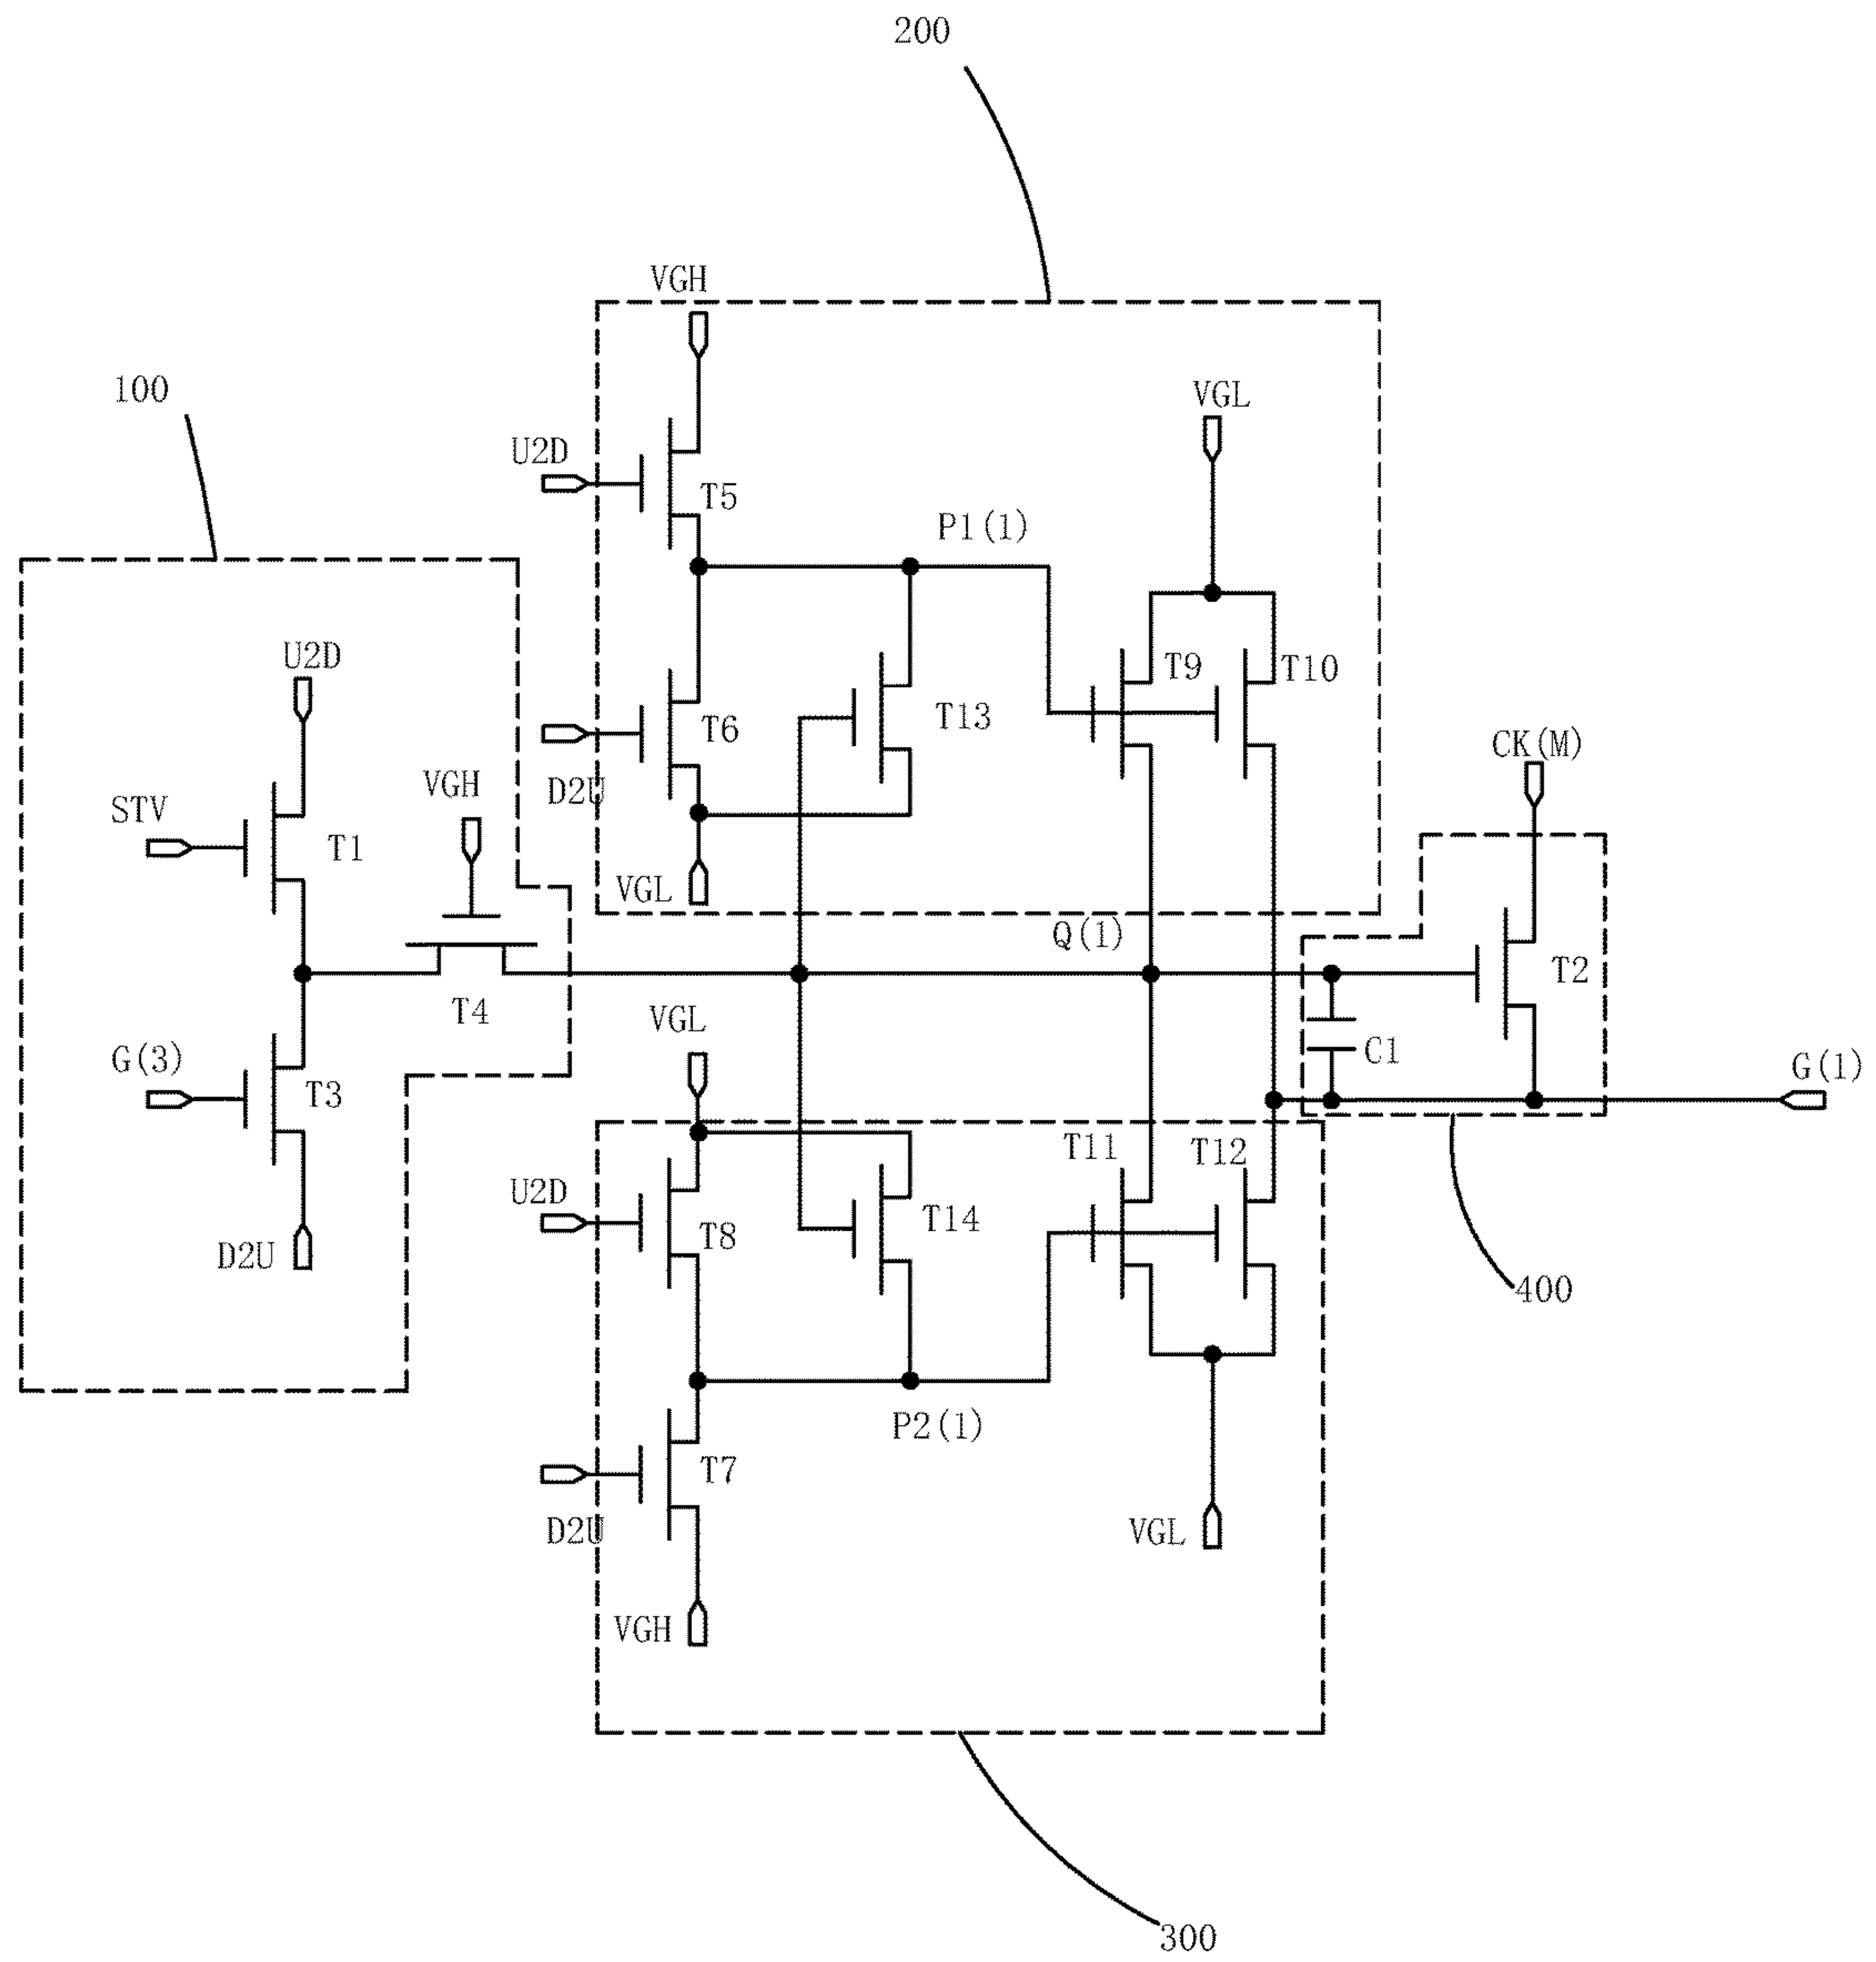 200
VGH
100
VGL
U2D
T5
P1(1)
U2D
T9
T10
T6
T13
D2U
CK(M)
VGH
STV
T1
VGL
Q(1)
T2
T4
VGL
G(3)
C1
G(1)
T3
T11
T12
U2D
T8
T14
D2U
400
P2(1)
T7
D2U
VGL
VGH
300